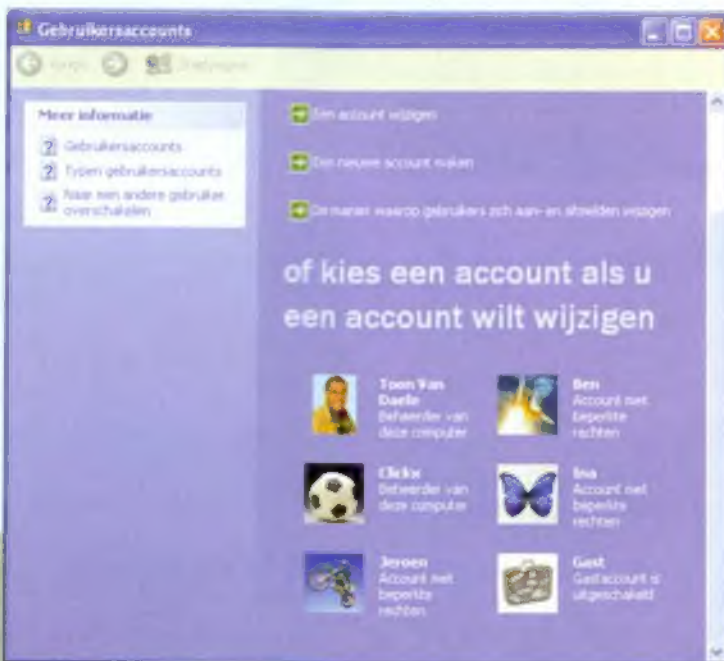 Gebruikersaccounts
Meer informatie
Gebruikersaccounts
Typen gebruikersaccounts
Naar een andere gebruiker
overschakelen
Een account wijzigen
Een nieuwe account maken
De manier waarop gebruikers zich aan- en afmelden wijzigen
of kies een account als u
een account wilt wijzigen
Toon Van
Daele
Beheerder van
deze computer
Ben
Account met
beperkte
rechten
Clickx
Beheerder van
deze computer
Ina
Account met
beperkte
rechten
Jeroen
Account met
beperkte
rechten
Gast
Gastaccount is
uitgeschakeld